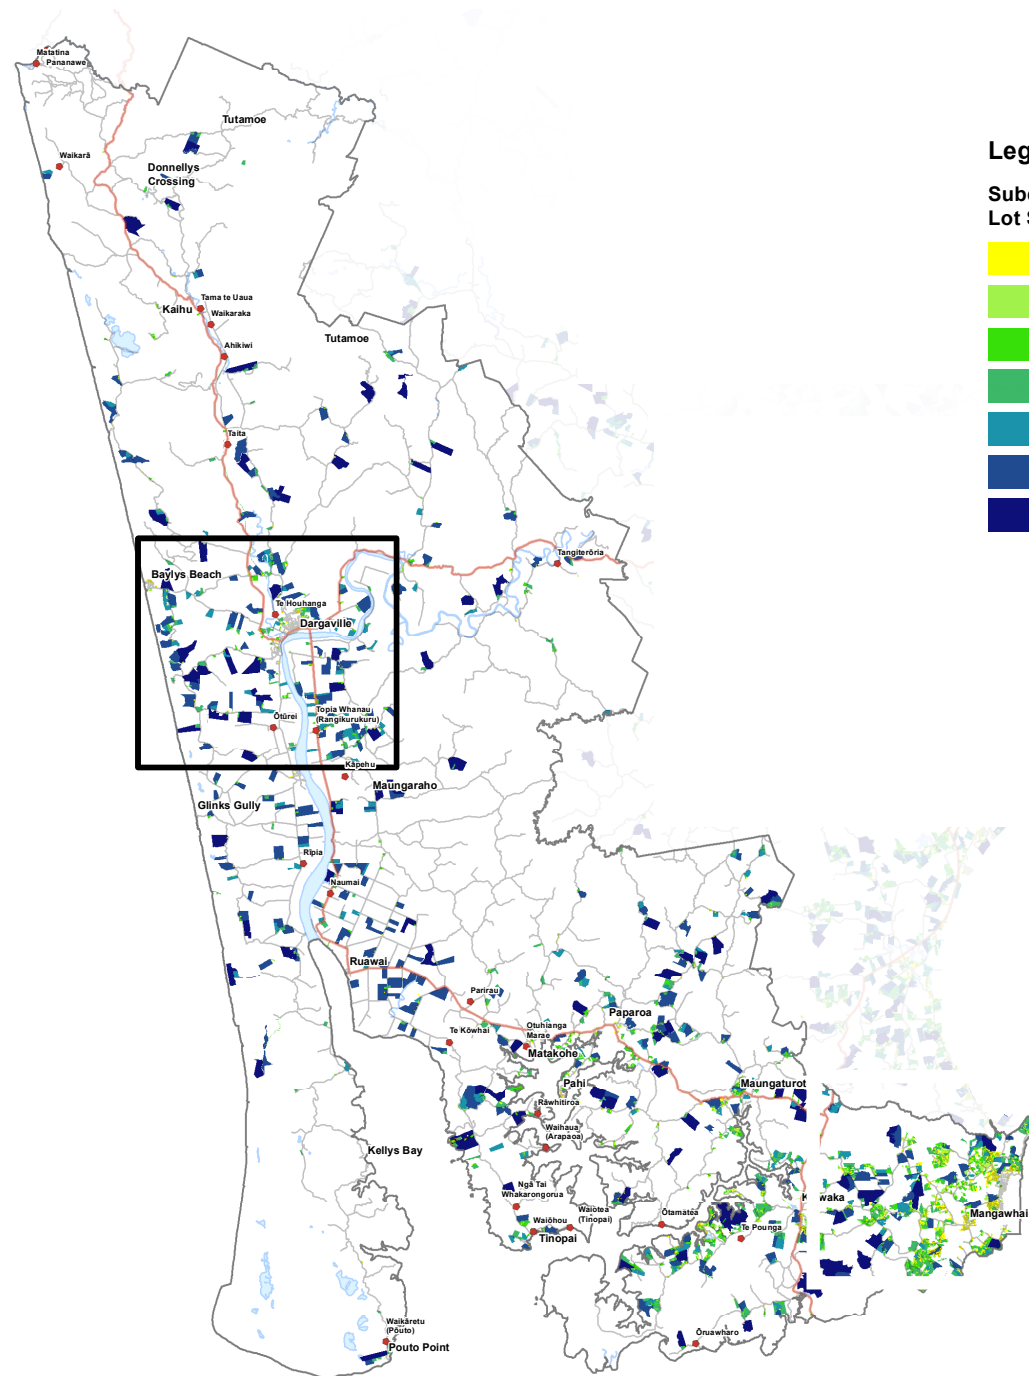 Matatina
Pananawe
Tutamoe
Waikarā
Donnellys
Crossing
Leg
Lot S
Tama te Uaua
Kaihu
Waikaraka
Tutamoe
Ahikiwi
Taita
Tangiterōria
Baylys Beach
Te Houhanga
Dargaville
Ōtūrei
Topia Whanau
(Rangikurukuru)
Kāpehu
Maungaraho
Glinks Gully
Rīpia
Naumai
Ruawai
Parirau
Te Kōwhai
Otuhianga
Marae
Paparoa
Matakohe
Pahi
Maungaturot
Rāwhitiroa
Waihaua
(Arapaoa)
Kellys Bay
Ngā Tai
Whakarongorua
Waiōtea
(Tinopai)
Waiōhou
Tinopai
Ōtamatea
Te Pounga
waka
Mangawhai
Waikāretu
(Pōuto)
Pouto Point
Ōruawharo